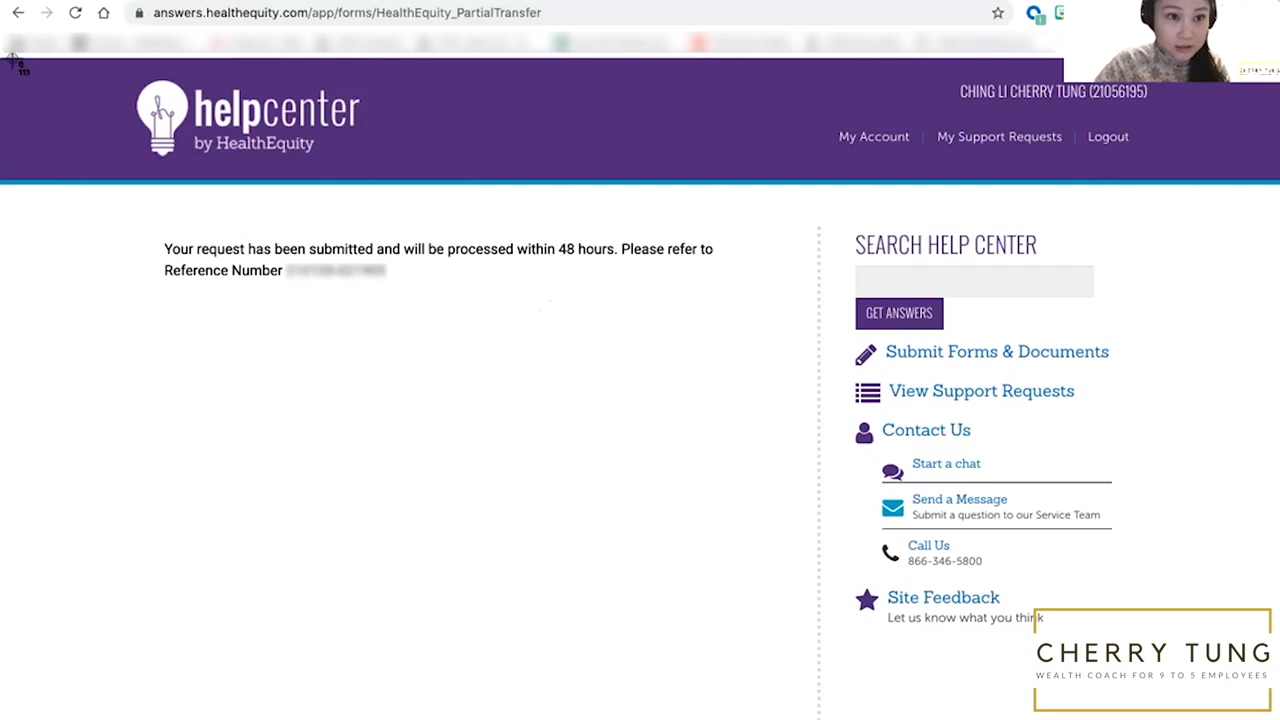 answers.healthequity.com/app/forms/HealthEquity_PartialTransfer
0
111
helpcenter
by HealthEquity
CHING LI CHERRY TUNG (21056195)
My Account
My Support Requests
Logout
Your request has been submitted and will be processed within 48 hours. Please refer to
Reference Number
SEARCH HELP CENTER
GET ANSWERS
Submit Forms & Documents
View Support Requests
Contact Us
Start a chat
Send a Message
Submit a question to our Service Team
Call Us
866-346-5800
Site Feedback
Let us know what you think
CHERRY TUNG
WEALTH COACH FOR 9 TO 5 EMPLOYEES